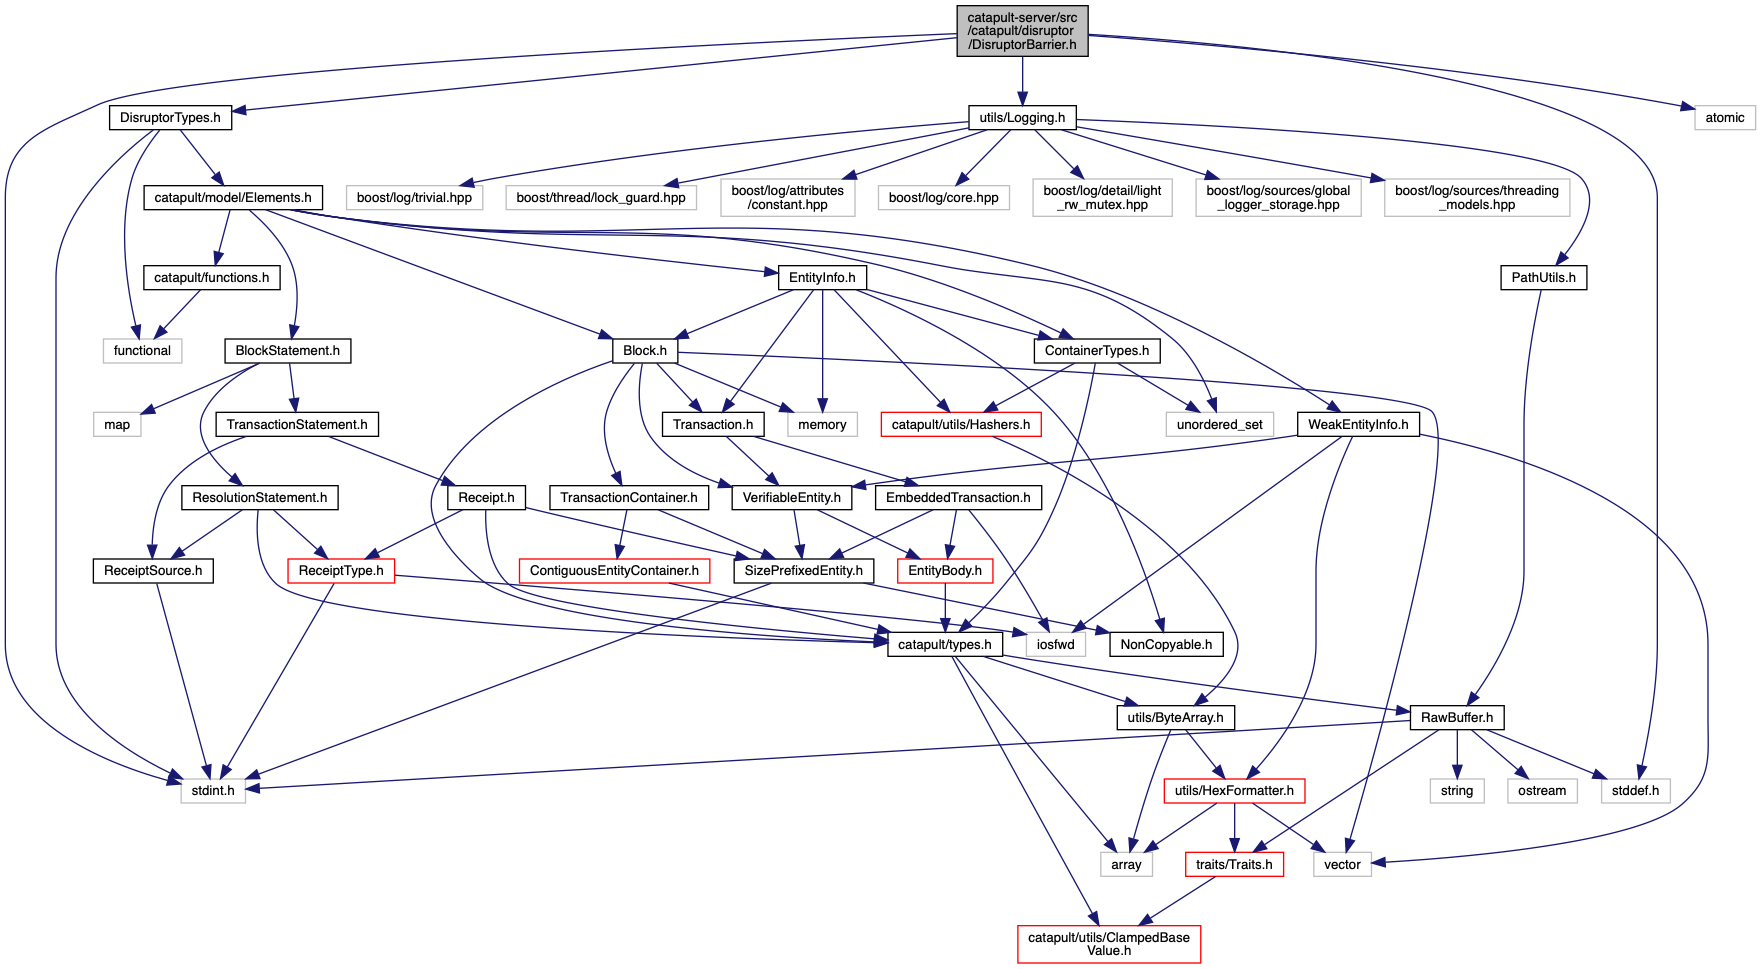 catapult-server/src
/catapult/disruptor
/DisruptorBarrier.h
DisruptorTypes.h
utils/Logging.h
atomic
catapult/model/Elements.h
boost/log/trivial.hpp
boost/thread/lock_guard.hpp
boost/log/attributes
/constant.hpp
boost/log/core.hpp
boost/log/detail/light
_rw_mutex.hpp
boost/log/sources/global
_logger_storage.hpp
boost/log/sources/threading
_models.hpp
catapult/functions.h
EntityInfo.h
PathUtils.h
functional
BlockStatement.h
Block.h
ContainerTypes.h
map
TransactionStatement.h
Transaction.h
memory
catapult/utils/Hashers.h
unordered_set
WeakEntityInfo.h
ResolutionStatement.h
Receipt.h
TransactionContainer.h
VerifiableEntity.h
EmbeddedTransaction.h
ReceiptSource.h
ReceiptType.h
ContiguousEntityContainer.h
SizePrefixedEntity.h
EntityBody.h
catapult/types.h
iosfwd
NonCopyable.h
utils/ByteArray.h
RawBuffer.h
stdint.h
utils/HexFormatter.h
string
ostream
stddef.h
array
traits/Traits.h
vector
catapult/utils/ClampedBase
Value.h